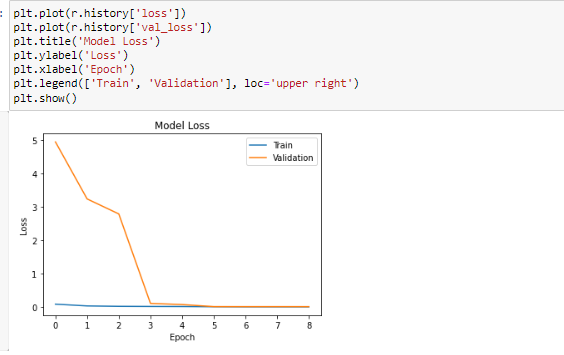 plt.plot(r.history['loss'])
plt.plot(r.history['val_loss'])
plt.title('Model Loss')
plt.ylabel('Loss')
plt.xlabel('Epoch')
plt.legend(['Train', 'Validation'], loc='upper right')
plt.show()
Model Loss
Train
Validation
5
4
3
2
1
0
Loss
0 1 2 3 4 5 6 7 8
Epoch